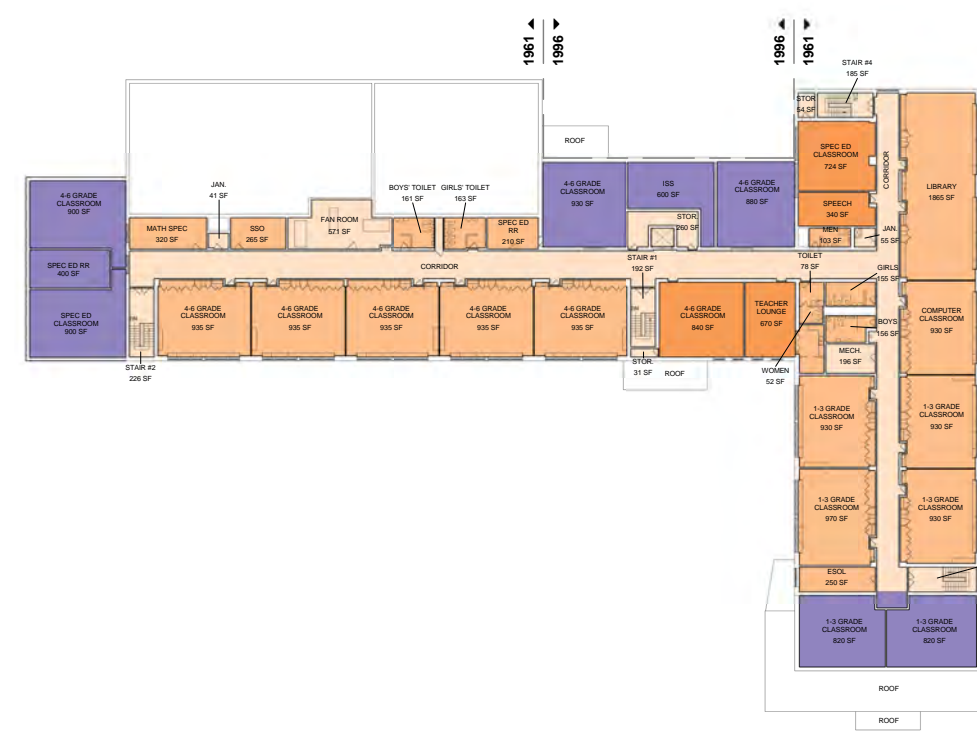 1961
1996
1996
1961
STAIR #4
185 SF
STOR
54 SF
ROOF
SPEC ED
CLASSROOM
724 SF
CORRIDOR
LIBRARY
1865 SF
4-6 GRADE
CLASSROOM
900 SF
JAN.
41 SF
BOYS' TOILET
161 SF
GIRLS' TOILET
163 SF
4-6 GRADE
CLASSROOM
930 SF
ISS
600 SF
4-6 GRADE
CLASSROOM
880 SF
SPEECH
340 SF
MATH SPEC
320 SF
SSO
265 SF
FAN ROOM
571 SF
SPEC ED
RR
210 SF
STOR.
260 SF
MEN
103 SF
JAN.
55 SF
SPEC ED RR
400 SF
CORRIDOR
STAIR #1
192 SF
TOILET
78 SF
GIRLS
155 SF
SPEC ED
CLASSROOM
900 SF
4-6 GRADE
CLASSROOM
935 SF
4-6 GRADE
CLASSROOM
935 SF
4-6 GRADE
CLASSROOM
935 SF
4-6 GRADE
CLASSROOM
935 SF
4-6 GRADE
CLASSROOM
935 SF
4-6 GRADE
CLASSROOM
840 SF
TEACHER
LOUNGE
670 SF
BOYS
156 SF
COMPUTER
CLASSROOM
930 SF
MECH.
196 SF
STAIR #2
226 SF
STOR.
31 SF
ROOF
WOMEN
52 SF
1-3 GRADE
CLASSROOM
930 SF
1-3 GRADE
CLASSROOM
930 SF
1-3 GRADE
CLASSROOM
970 SF
1-3 GRADE
CLASSROOM
930 SF
ESOL
250 SF
1-3 GRADE
CLASSROOM
820 SF
1-3 GRADE
CLASSROOM
820 SF
ROOF
ROOF